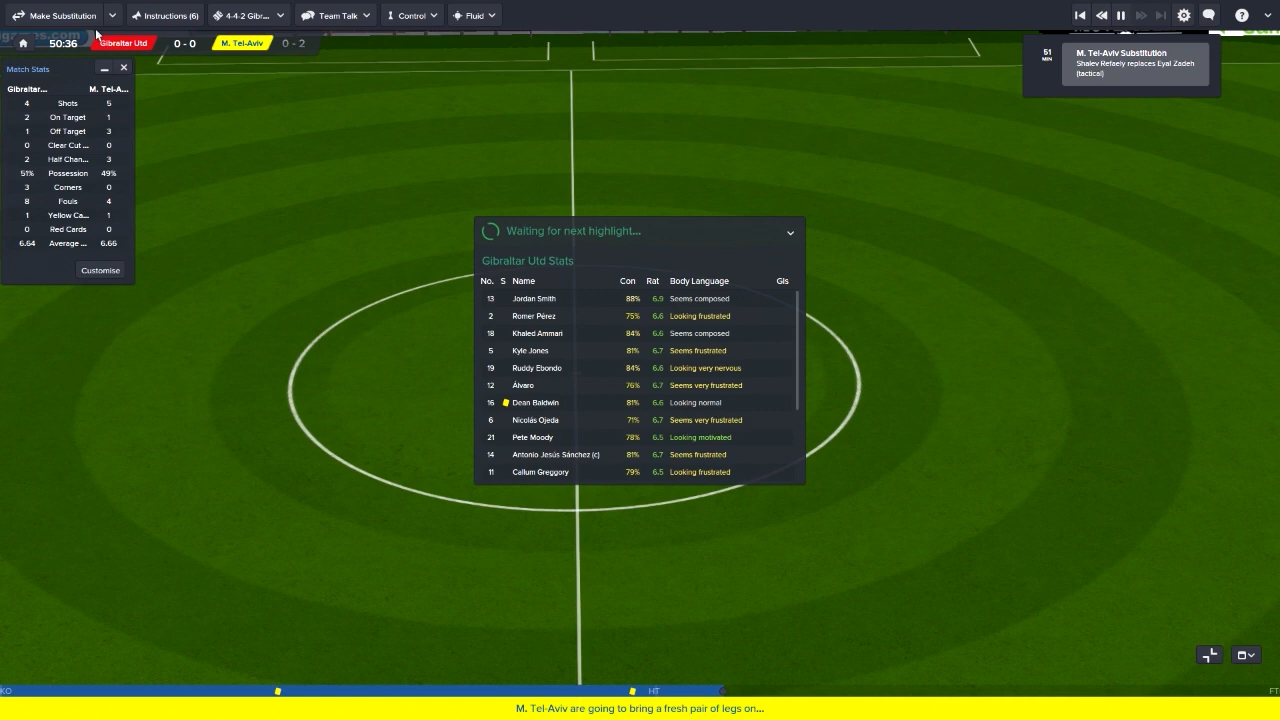 Make Substitution
Instructions (6)
4-4-2 Gibr...
Team Talk
Control
Fluid
50:36 Gibraltar Utd 0 - 0 M. Tel-Aviv 0 - 2
Match Stats
Gibraltar... M. Tel-A...
4 Shots 5
2 On Target 1
1 Off Target 3
0 Clear Cut ... 0
2 Half Chan... 3
51% Possession 49%
3 Corners 0
8 Fouls 4
1 Yellow Ca... 1
0 Red Cards 0
6.64 Average ... 6.66
Customise
51 MIN
M. Tel-Aviv Substitution
Shalev Refaely replaces Eyal Zadeh
(tactical)
Waiting for next highlight...
Gibraltar Utd Stats
No. S Name Con Rat Body Language Gls
13 Jordan Smith 88% 6.9 Seems composed
2 Romer Pérez 75% 6.6 Looking frustrated
18 Khaled Ammari 84% 6.6 Seems composed
5 Kyle Jones 81% 6.7 Seems frustrated
19 Ruddy Ebondo 84% 6.6 Looking very nervous
12 Álvaro 76% 6.7 Seems very frustrated
16 Dean Baldwin 81% 6.6 Looking normal
6 Nicolás Ojeda 71% 6.7 Seems very frustrated
21 Pete Moody 78% 6.5 Looking motivated
14 Antonio Jesús Sánchez (c) 81% 6.7 Seems frustrated
11 Callum Greggory 79% 6.5 Looking frustrated
KO HT FT
M. Tel-Aviv are going to bring a fresh pair of legs on...